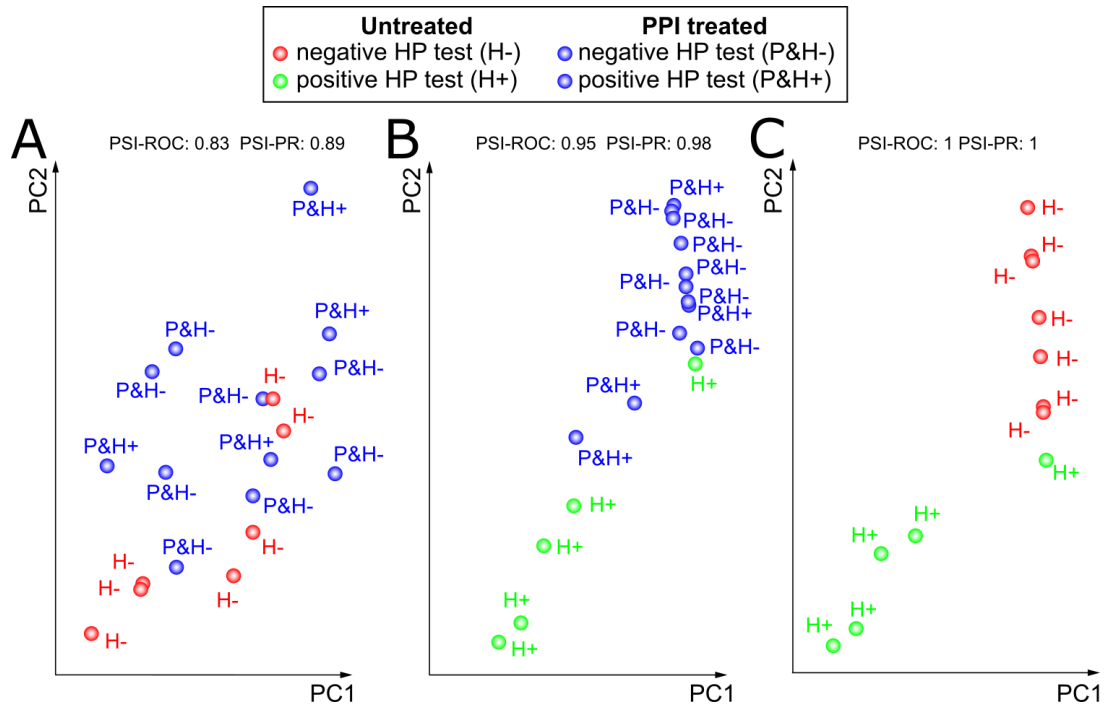 Untreated PPI treated
negative HP test (H-) negative HP test (P&H-)
positive HP test (H+) positive HP test (P&H+)
A
PSI-ROC: 0.83 PSI-PR: 0.89
PC2
P&H+
P&H+
P&H-
P&H-
P&H-
H-
P&H-
H-
P&H+
P&H+
P&H-
P&H-
P&H-
H-
P&H-
H-
H-
H-
H-
PC1
B
PSI-ROC: 0.95 PSI-PR: 0.98
PC2
P&H+
P&H-
P&H-
P&H-
P&H-
P&H-
P&H-
P&H+
P&H-
P&H-
H+
P&H+
P&H+
H+
H+
H+
H+
PC1
C
PSI-ROC: 1 PSI-PR: 1
PC2
H-
H-
H-
H-
H-
H-
H-
H+
H+
H+
H+
H+
PC1